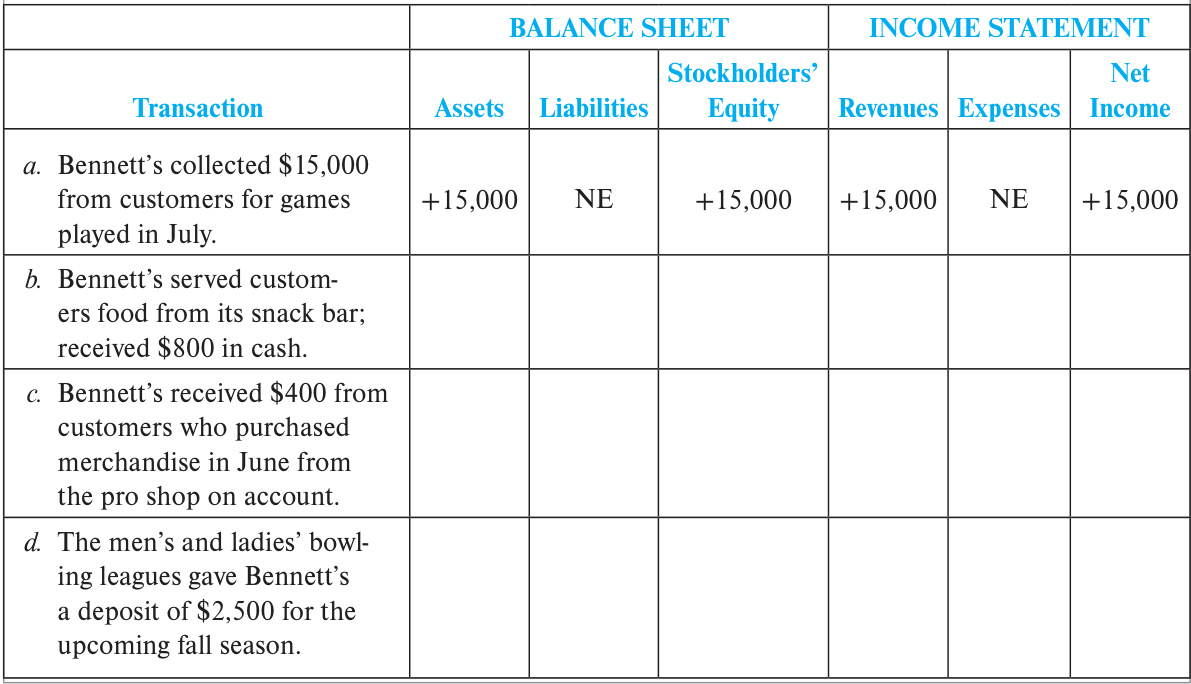 BALANCE SHEET INCOME STATEMENT
Transaction Assets Liabilities Stockholders’ Equity Revenues Expenses Net Income
a. Bennett’s collected $15,000
from customers for games
played in July.
+15,000 NE +15,000 +15,000 NE +15,000
b. Bennett’s served custom-
ers food from its snack bar;
received $800 in cash.
c. Bennett’s received $400 from
customers who purchased
merchandise in June from
the pro shop on account.
d. The men’s and ladies’ bowl-
ing leagues gave Bennett’s
a deposit of $2,500 for the
upcoming fall season.